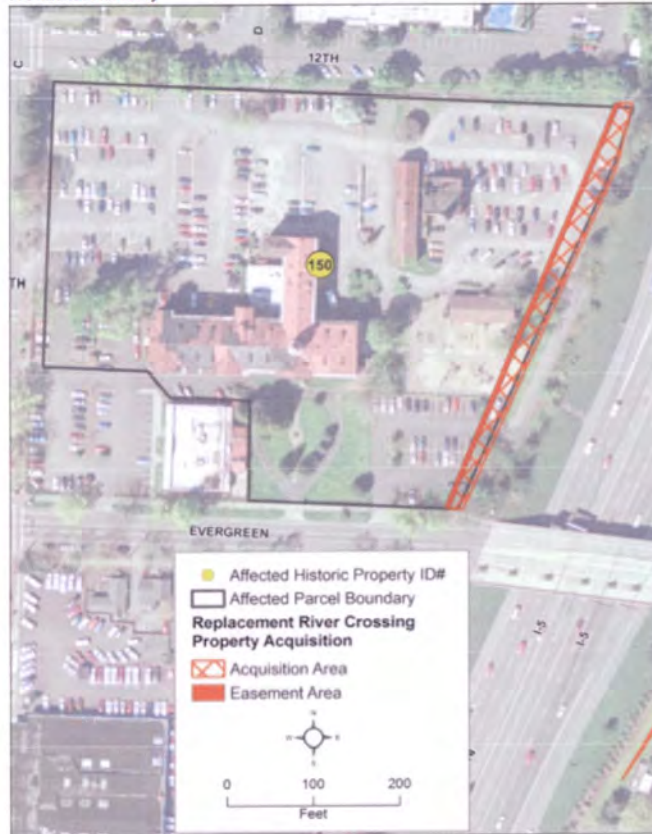 D
C
12TH
150
TH
EVERGREEN
I-5
I-5
Affected Historic Property ID#
Affected Parcel Boundary
Replacement River Crossing
Property Acquisition
Acquisition Area
Easement Area
N
W
E
S
0 100 200
Feet